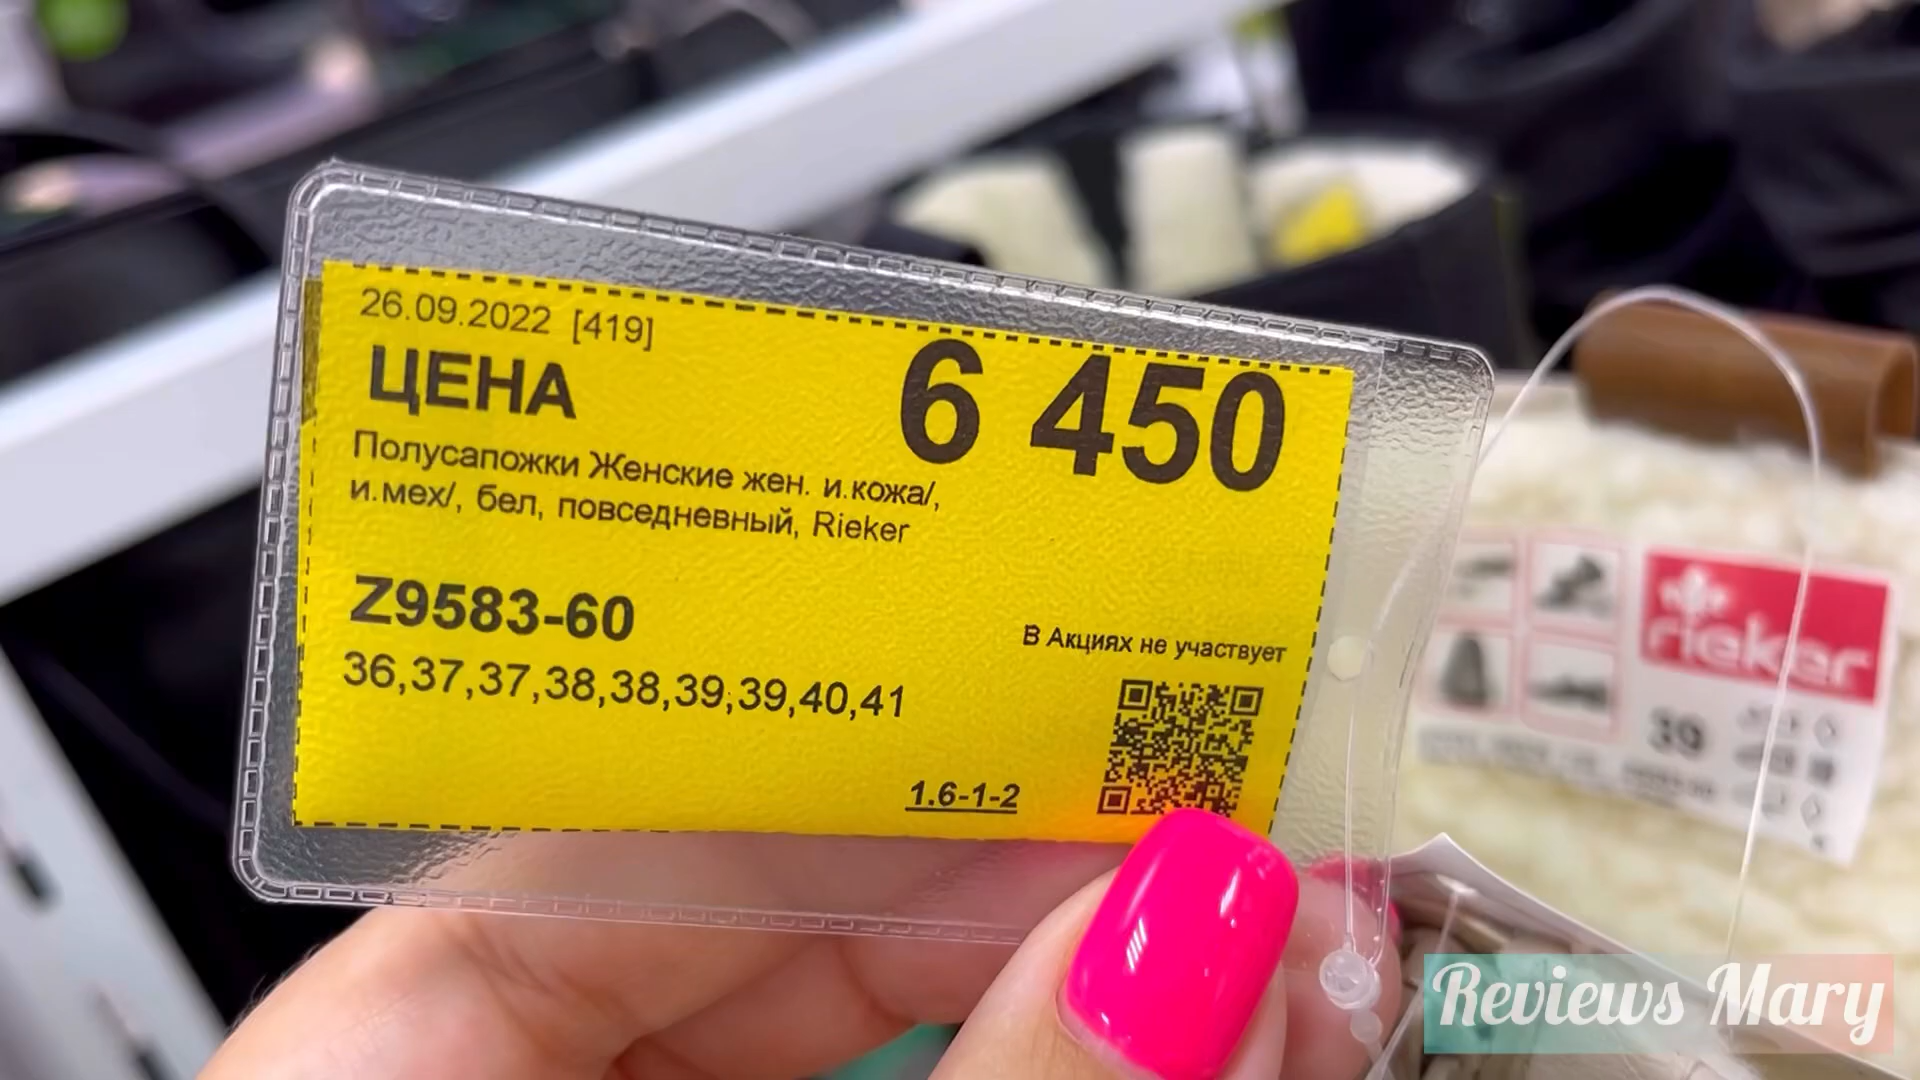 26.09.2022 [419]
ЦЕНА
6 450
Полусапожки Женские жен. и.кожа/,
и.мех/, бел, повседневный, Rieker
Z9583-60
36,37,37,38,38,39,39,40,41
В Акциях не участвует
1.6-1-2
rieker
39
Reviews Mary